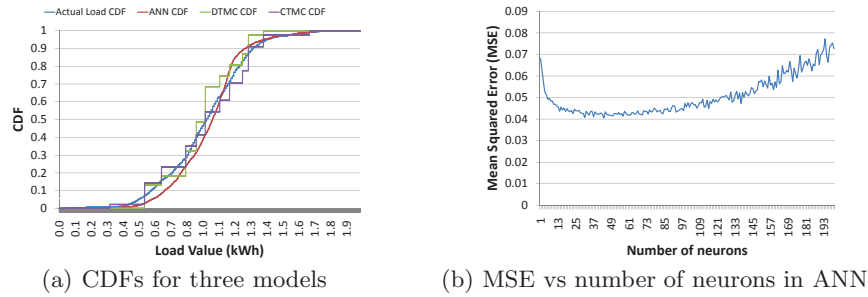 Actual Load CDF ANN CDF DTMC CDF CTMC CDF
1
0.9
0.8
0.7
0.6
0.5
0.4
0.3
0.2
0.1
0
CDF
0.0 0.1 0.2 0.3 0.4 0.5 0.6 0.7 0.8 0.9 1.0 1.1 1.2 1.3 1.4 1.5 1.6 1.7 1.8 1.9
Load Value (kWh)
(a) CDFs for three models
0.09
0.08
0.07
0.06
0.05
0.04
0.03
0.02
0.01
0
Mean Squared Error (MSE)
1 13 25 37 49 61 73 85 97 109 121 133 145 157 169 181 193
Number of neurons
(b) MSE vs number of neurons in ANN